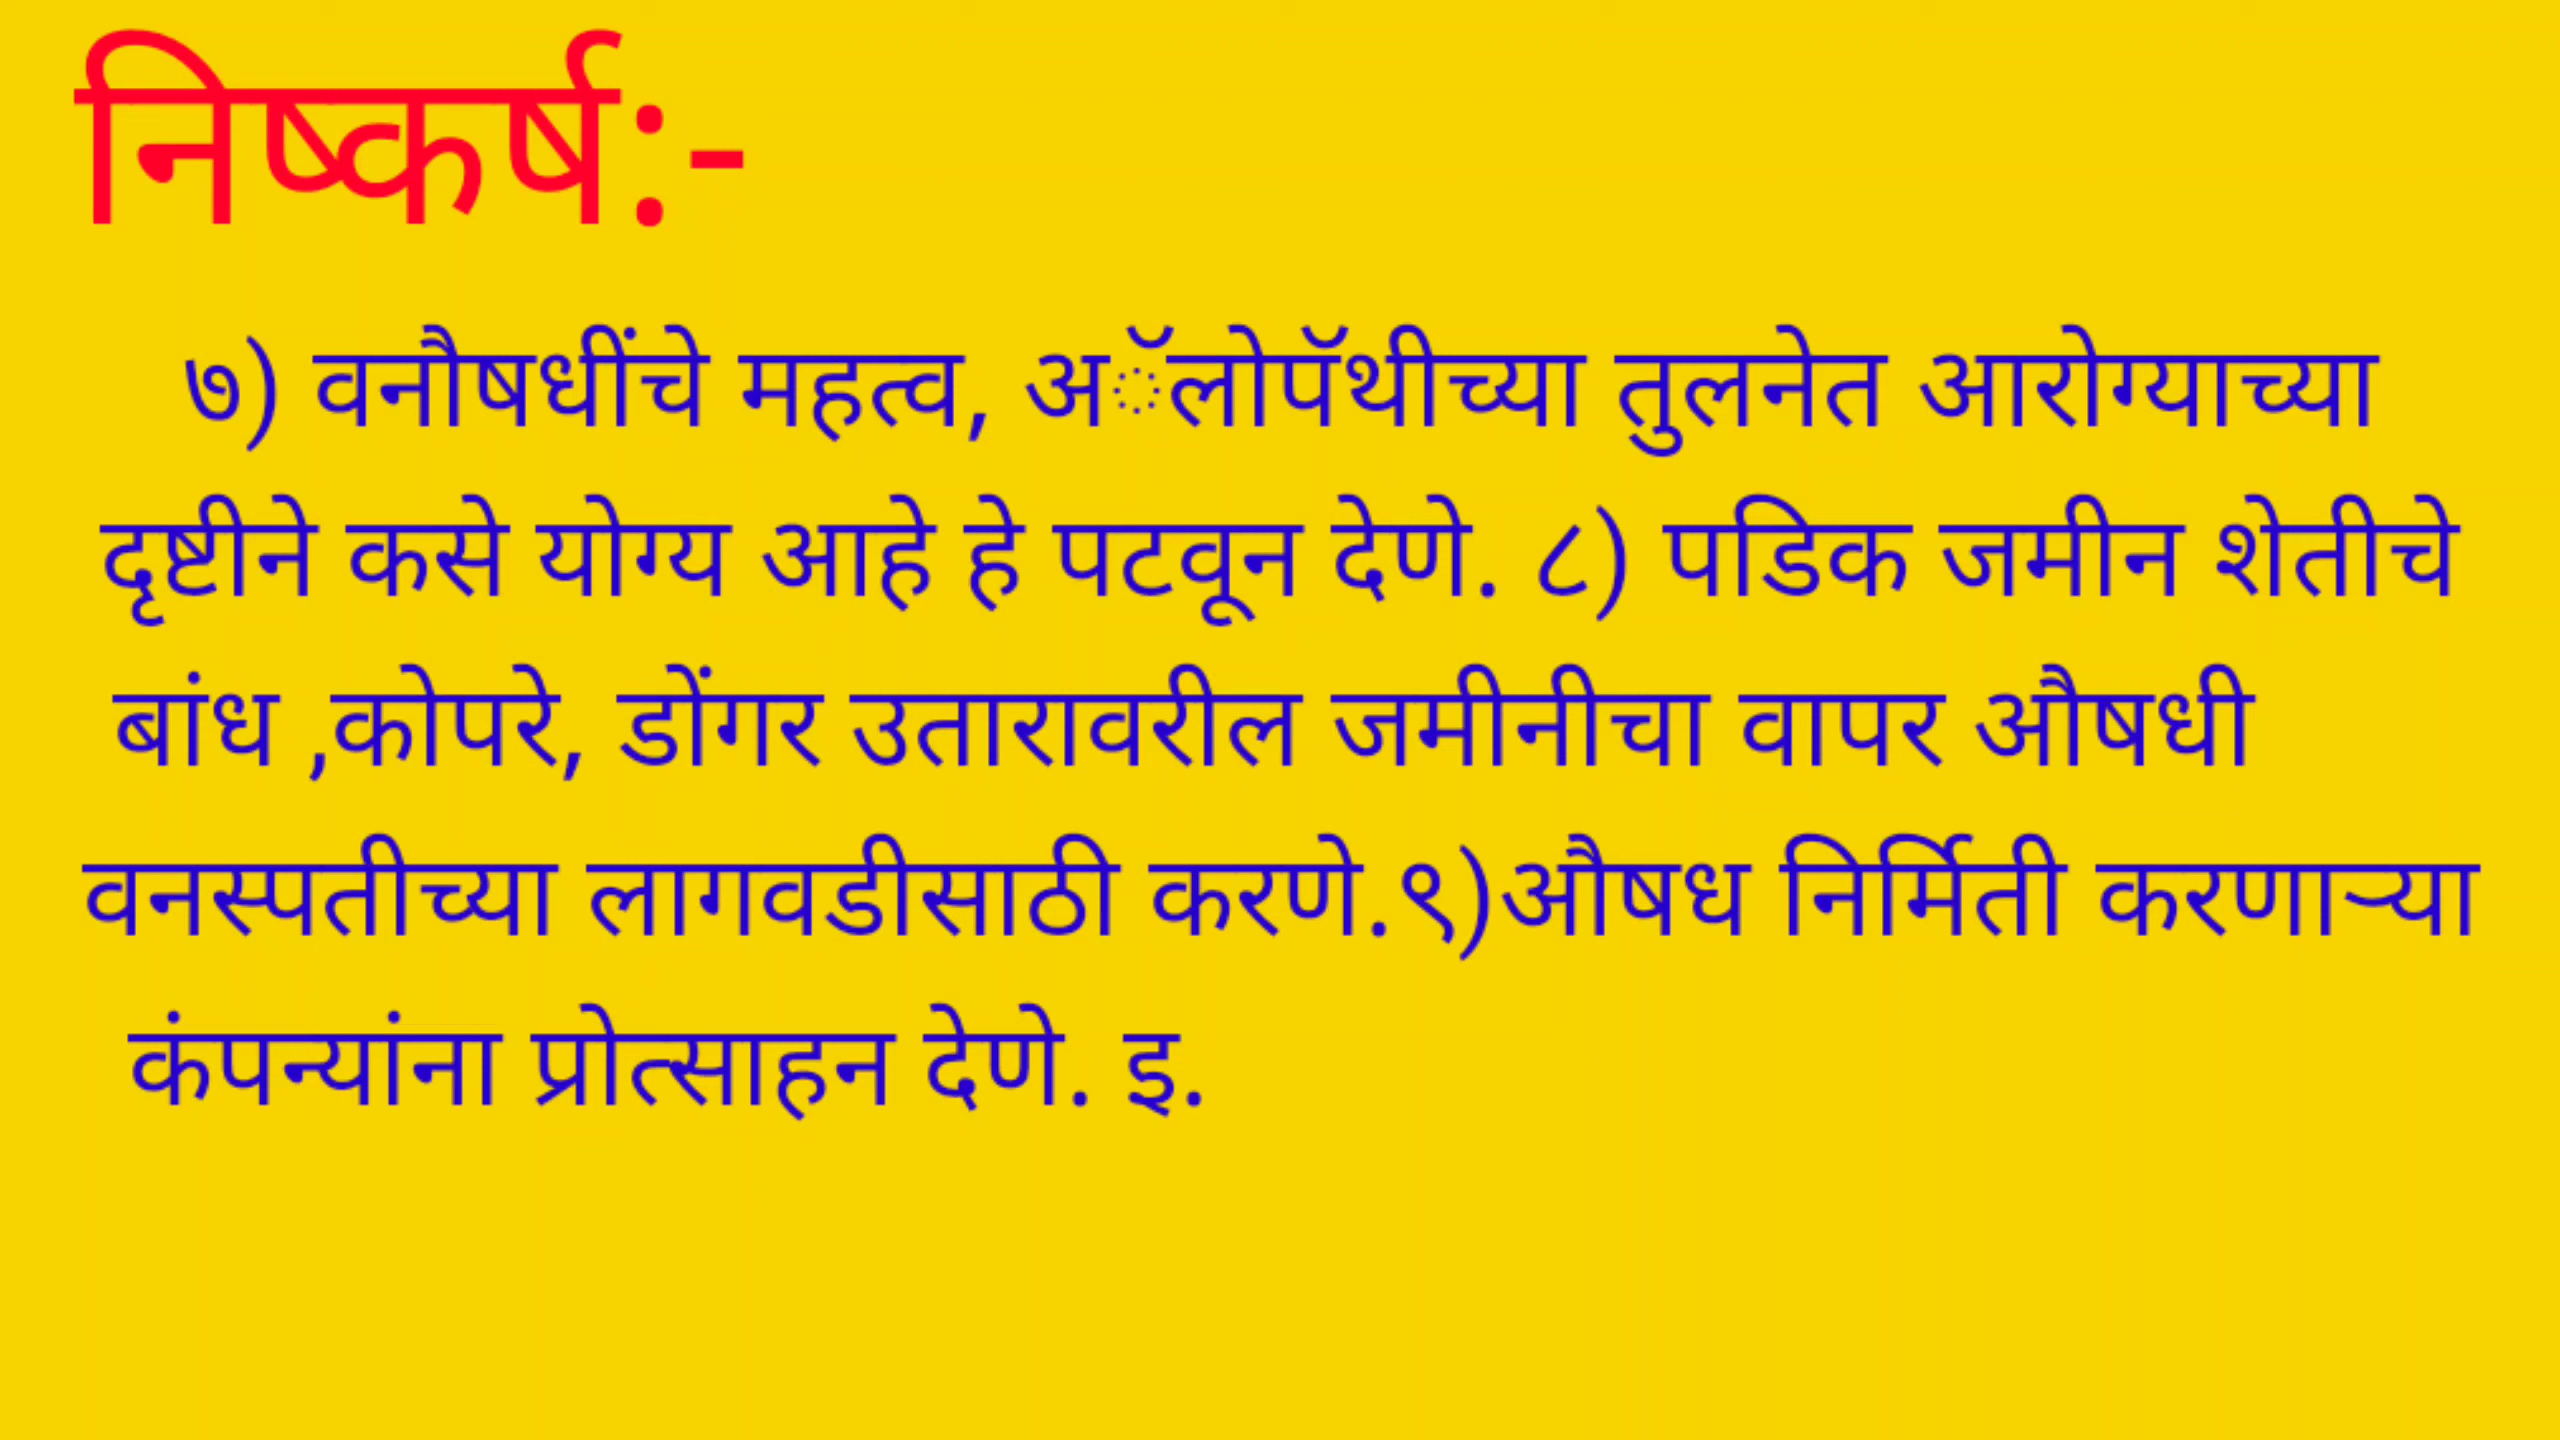 निष्कर्ष:-
७) वनौषधींचे महत्व, अॅलोपॅथीच्या तुलनेत आरोग्याच्या
दृष्टीने कसे योग्य आहे हे पटवून देणे. ८) पडिक जमीन शेतीचे
बांध ,कोपरे, डोंगर उतारावरील जमीनीचा वापर औषधी
वनस्पतीच्या लागवडीसाठी करणे.९)औषध निर्मिती करणाऱ्या
कंपन्यांना प्रोत्साहन देणे. इ.